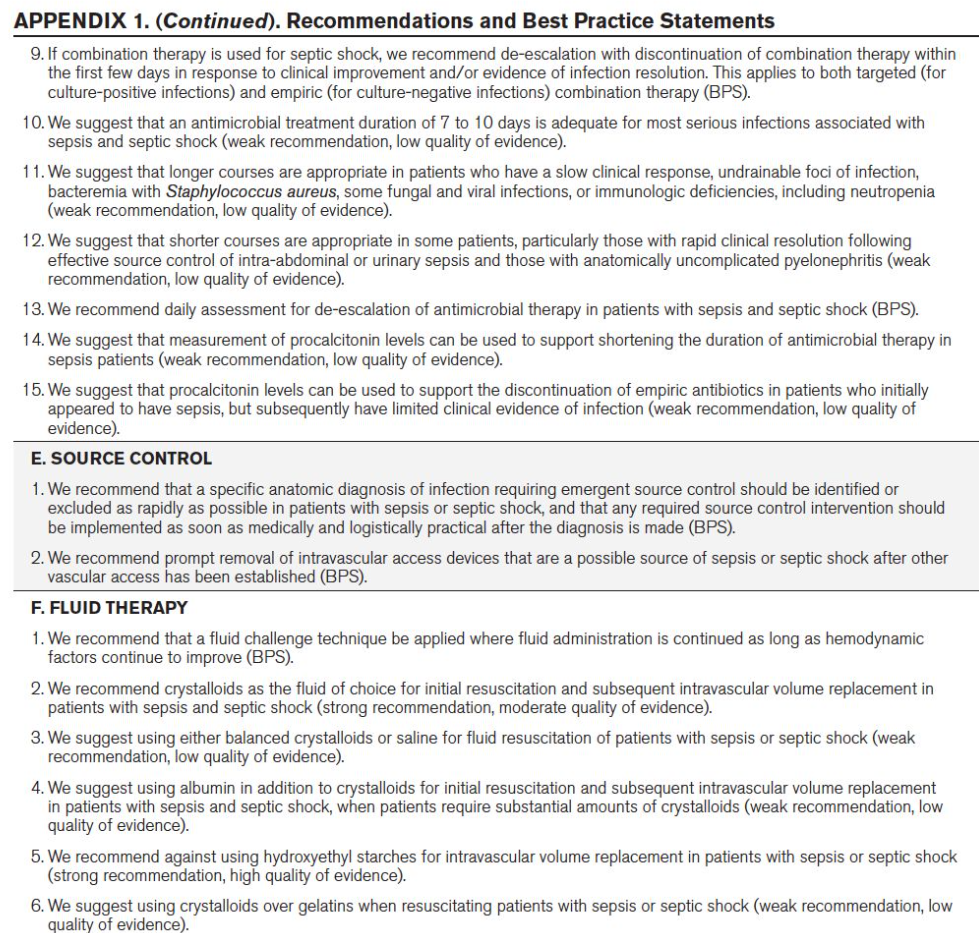 APPENDIX 1. (Continued). Recommendations and Best Practice Statements
9. If combination therapy is used for septic shock, we recommend de-escalation with discontinuation of combination therapy within
the first few days in response to clinical improvement and/or evidence of infection resolution. This applies to both targeted (for
culture-positive infections) and empiric (for culture-negative infections) combination therapy (BPS).
10. We suggest that an antimicrobial treatment duration of 7 to 10 days is adequate for most serious infections associated with
sepsis and septic shock (weak recommendation, low quality of evidence).
11. We suggest that longer courses are appropriate in patients who have a slow clinical response, undrainable foci of infection,
bacteremia with Staphylococcus aureus, some fungal and viral infections, or immunologic deficiencies, including neutropenia
(weak recommendation, low quality of evidence).
12. We suggest that shorter courses are appropriate in some patients, particularly those with rapid clinical resolution following
effective source control of intra-abdominal or urinary sepsis and those with anatomically uncomplicated pyelonephritis (weak
recommendation, low quality of evidence).
13. We recommend daily assessment for de-escalation of antimicrobial therapy in patients with sepsis and septic shock (BPS).
14. We suggest that measurement of procalcitonin levels can be used to support shortening the duration of antimicrobial therapy in
sepsis patients (weak recommendation, low quality of evidence).
15. We suggest that procalcitonin levels can be used to support the discontinuation of empiric antibiotics in patients who initially
appeared to have sepsis, but subsequently have limited clinical evidence of infection (weak recommendation, low quality of
evidence).
E. SOURCE CONTROL
1. We recommend that a specific anatomic diagnosis of infection requiring emergent source control should be identified or
excluded as rapidly as possible in patients with sepsis or septic shock, and that any required source control intervention should
be implemented as soon as medically and logistically practical after the diagnosis is made (BPS).
2. We recommend prompt removal of intravascular access devices that are a possible source of sepsis or septic shock after other
vascular access has been established (BPS).
F. FLUID THERAPY
1. We recommend that a fluid challenge technique be applied where fluid administration is continued as long as hemodynamic
factors continue to improve (BPS).
2. We recommend crystalloids as the fluid of choice for initial resuscitation and subsequent intravascular volume replacement in
patients with sepsis and septic shock (strong recommendation, moderate quality of evidence).
3. We suggest using either balanced crystalloids or saline for fluid resuscitation of patients with sepsis or septic shock (weak
recommendation, low quality of evidence).
4. We suggest using albumin in addition to crystalloids for initial resuscitation and subsequent intravascular volume replacement
in patients with sepsis and septic shock, when patients require substantial amounts of crystalloids (weak recommendation, low
quality of evidence).
5. We recommend against using hydroxyethyl starches for intravascular volume replacement in patients with sepsis or septic shock
(strong recommendation, high quality of evidence).
6. We suggest using crystalloids over gelatins when resuscitating patients with sepsis or septic shock (weak recommendation, low
quality of evidence).